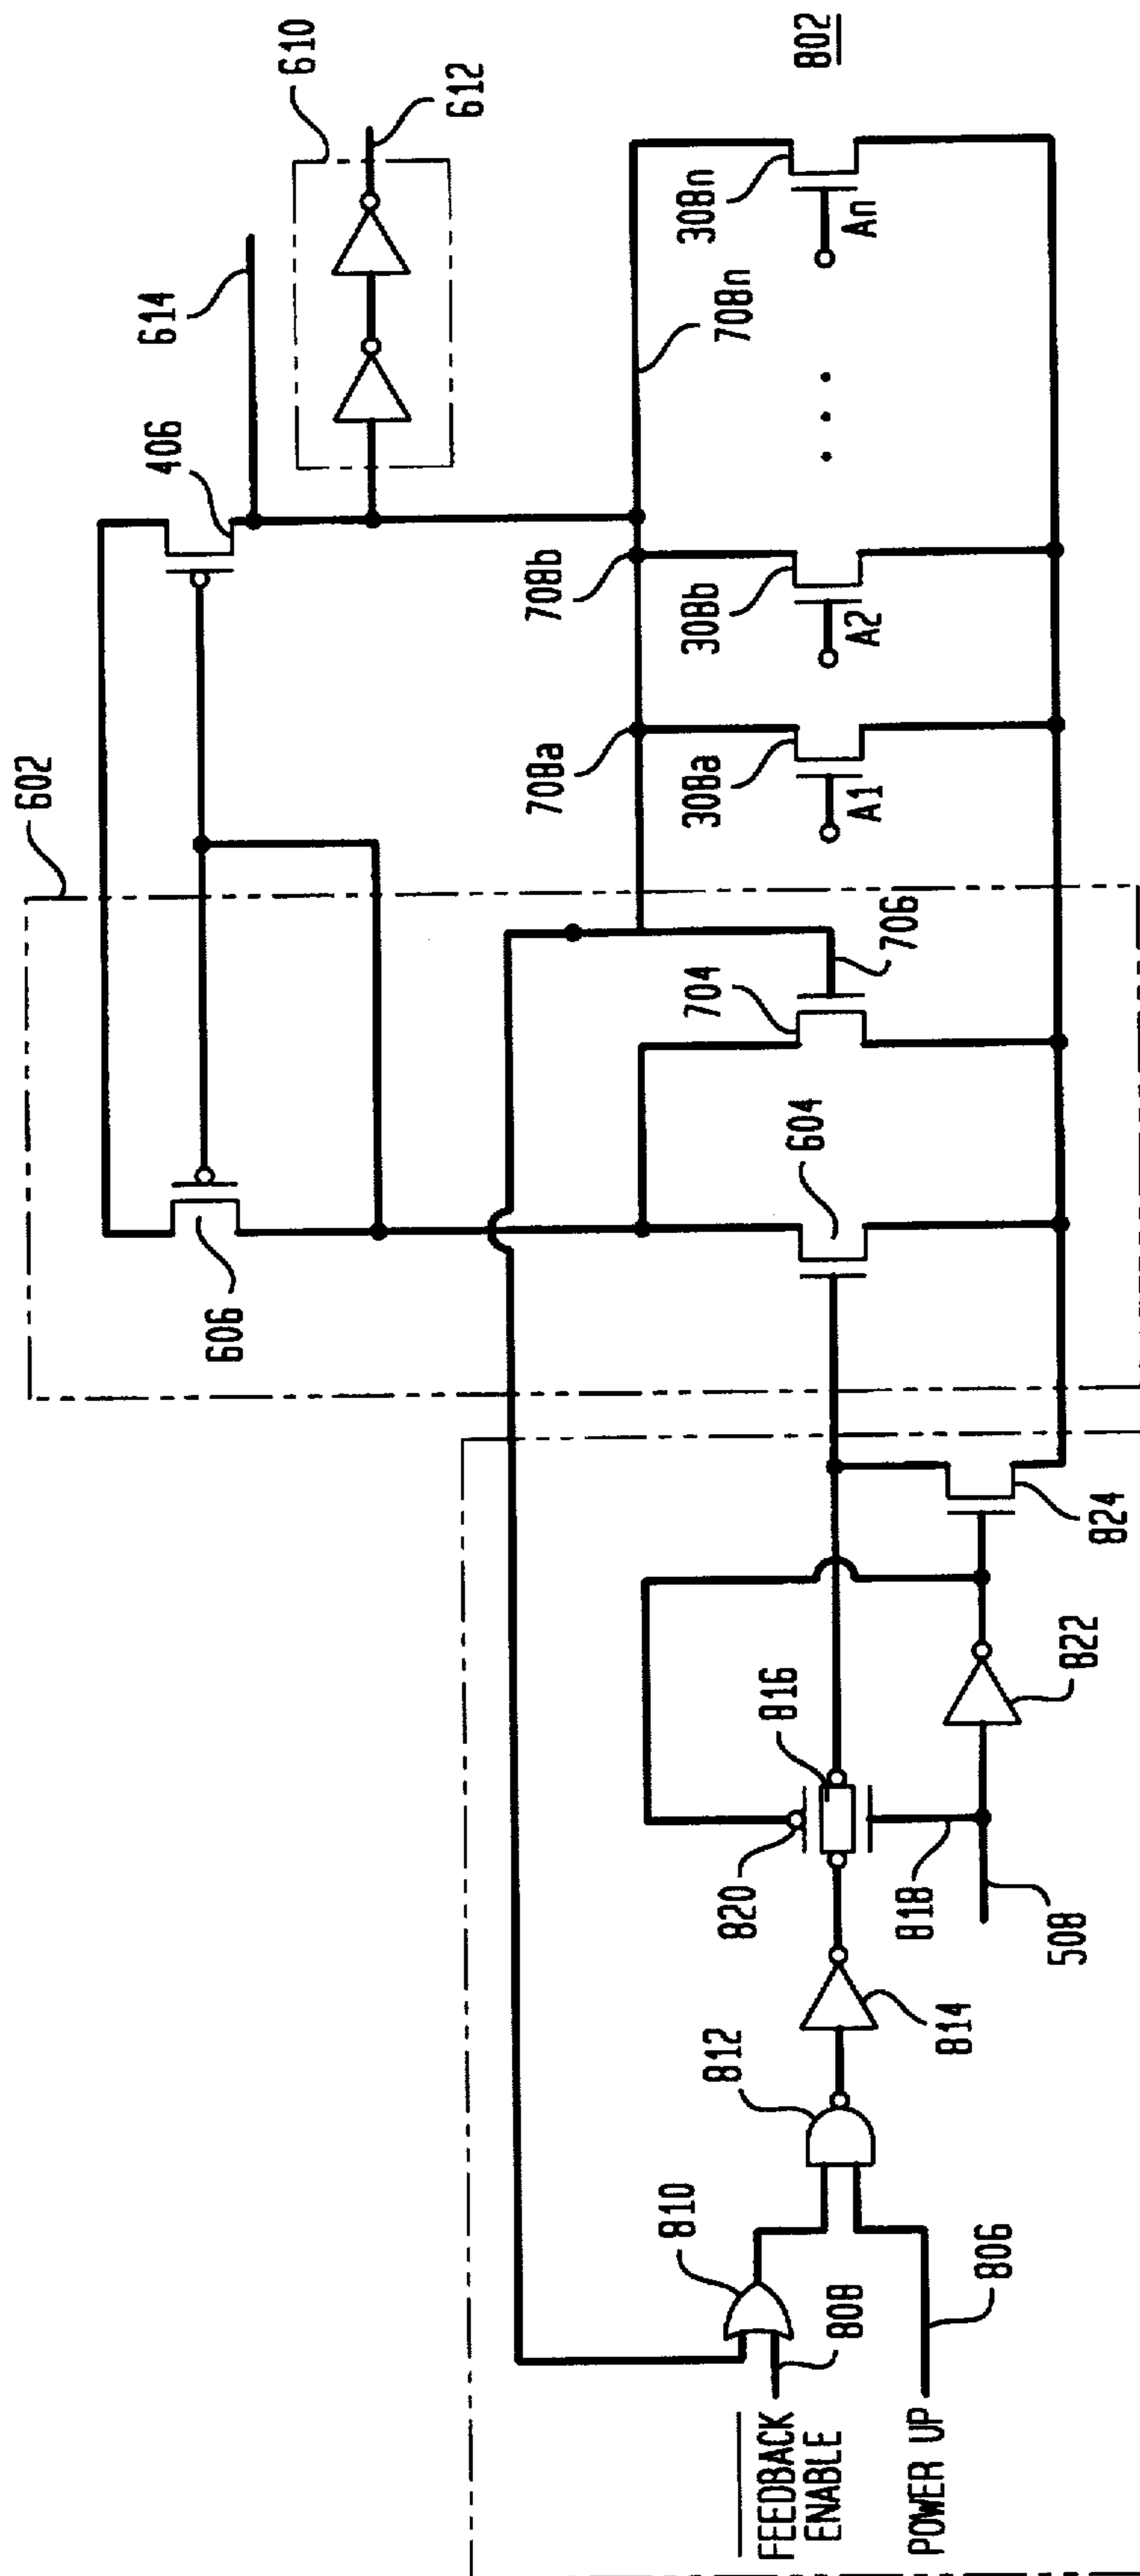 602
610
612
614
406
606
802
708a
708b
708n
308a
308b
308n
A1
A2
An
604
704
706
810
812
814
816
820
818
822
824
508
808
806
FEEDBACK
ENABLE
POWER UP